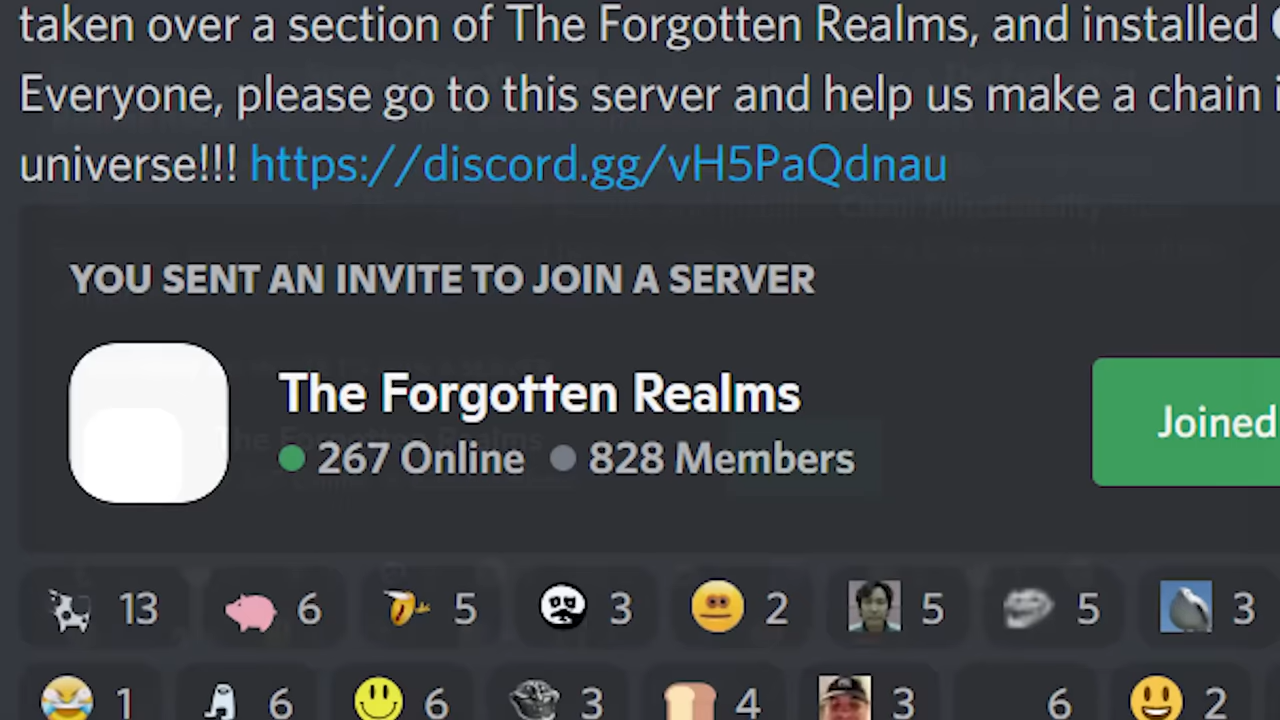 taken over a section of The Forgotten Realms, and installed
Everyone, please go to this server and help us make a chain i
universe!!! https://discord.gg/vH5PaQdnau
YOU SENT AN INVITE TO JOIN A SERVER
The Forgotten Realms
267 Online 828 Members
Joined
13 6 5 3 2 5 5 3
1 6 6 3 4 3 6 2